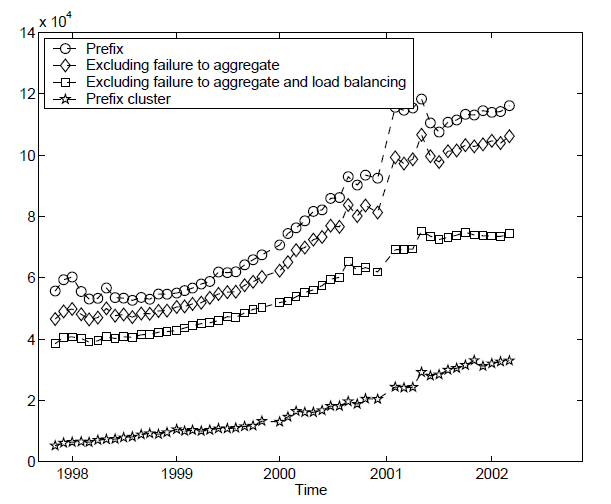 x 10^4
14
Prefix
Excluding failure to aggregate
Excluding failure to aggregate and load balancing
Prefix cluster
12
10
8
6
4
2
0
1998 1999 2000 2001 2002
Time